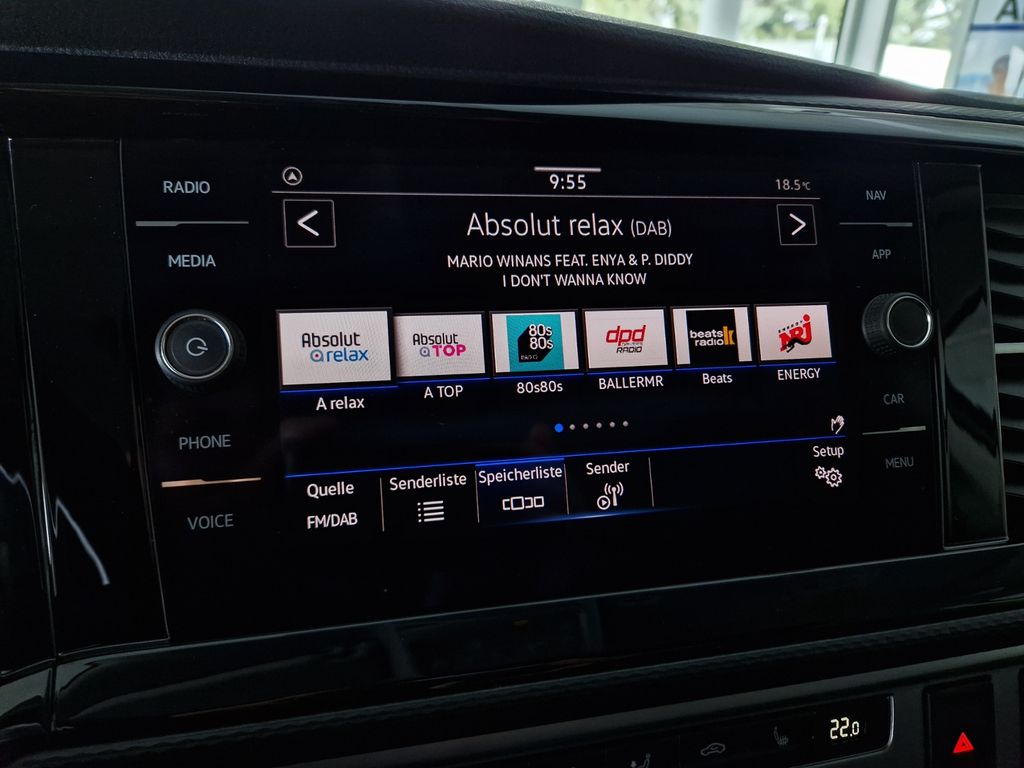 RADIO
MEDIA
PHONE
VOICE
9:55
18.5°C
Absolut relax (DAB)
MARIO WINANS FEAT. ENYA & P. DIDDY
I DON'T WANNA KNOW
Absolut
relax
Absolut
TOP
80s
80s
RADIO
dpd
RADIO
beats
radio
ENERGY
NRJ
A relax
A TOP
80s80s
BALLERMR
Beats
ENERGY
Quelle
FM/DAB
Senderliste
Speicherliste
Sender
Setup
NAV
APP
CAR
MENU
22.0
A